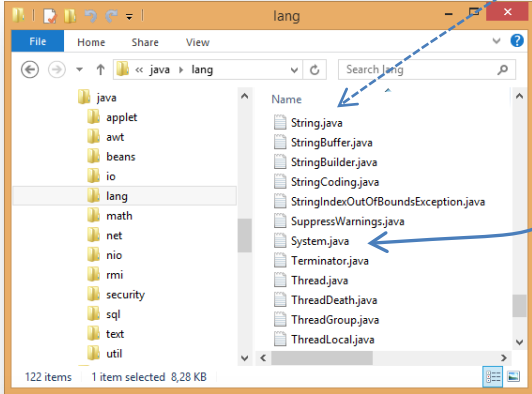 lang
File Home Share View
« java › lang
Search lang
java
applet
awt
beans
io
lang
math
net
nio
rmi
security
sql
text
util
Name
String.java
StringBuffer.java
StringBuilder.java
StringCoding.java
StringIndexOutOfBoundsException.java
SuppressWarnings.java
System.java
Terminator.java
Thread.java
ThreadDeath.java
ThreadGroup.java
ThreadLocal.java
122 items 1 item selected 8,28 KB